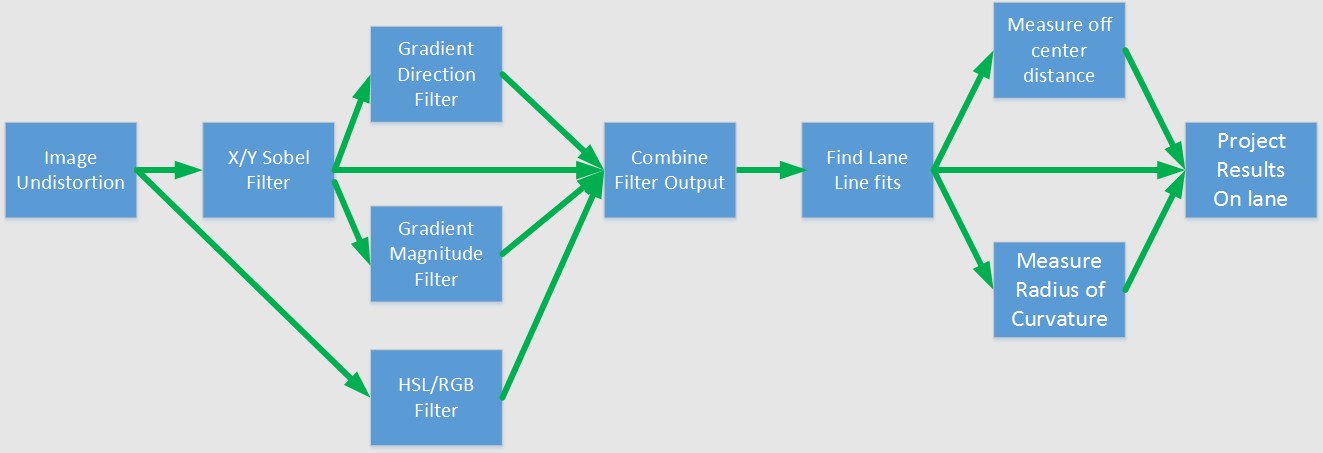 Image
Undistortion
X/Y Sobel
Filter
Gradient
Direction
Filter
Gradient
Magnitude
Filter
HSL/RGB
Filter
Combine
Filter Output
Find Lane
Line fits
Measure off
center
distance
Measure
Radius of
Curvature
Project
Results
On lane